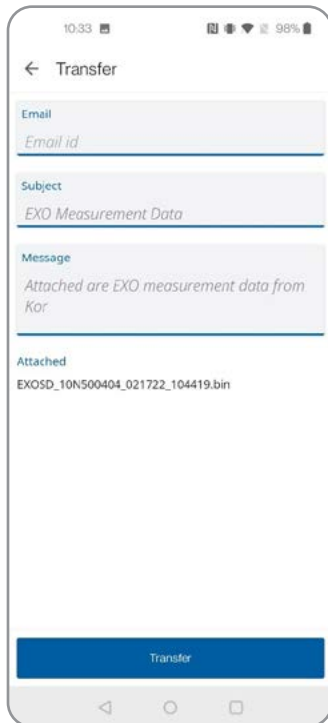 10:33
98%
Transfer
Email
Email id
Subject
EXO Measurement Data
Message
Attached are EXO measurement data from
Kor
Attached
EXOSD_10N500404_021722_104419.bin
Transfer